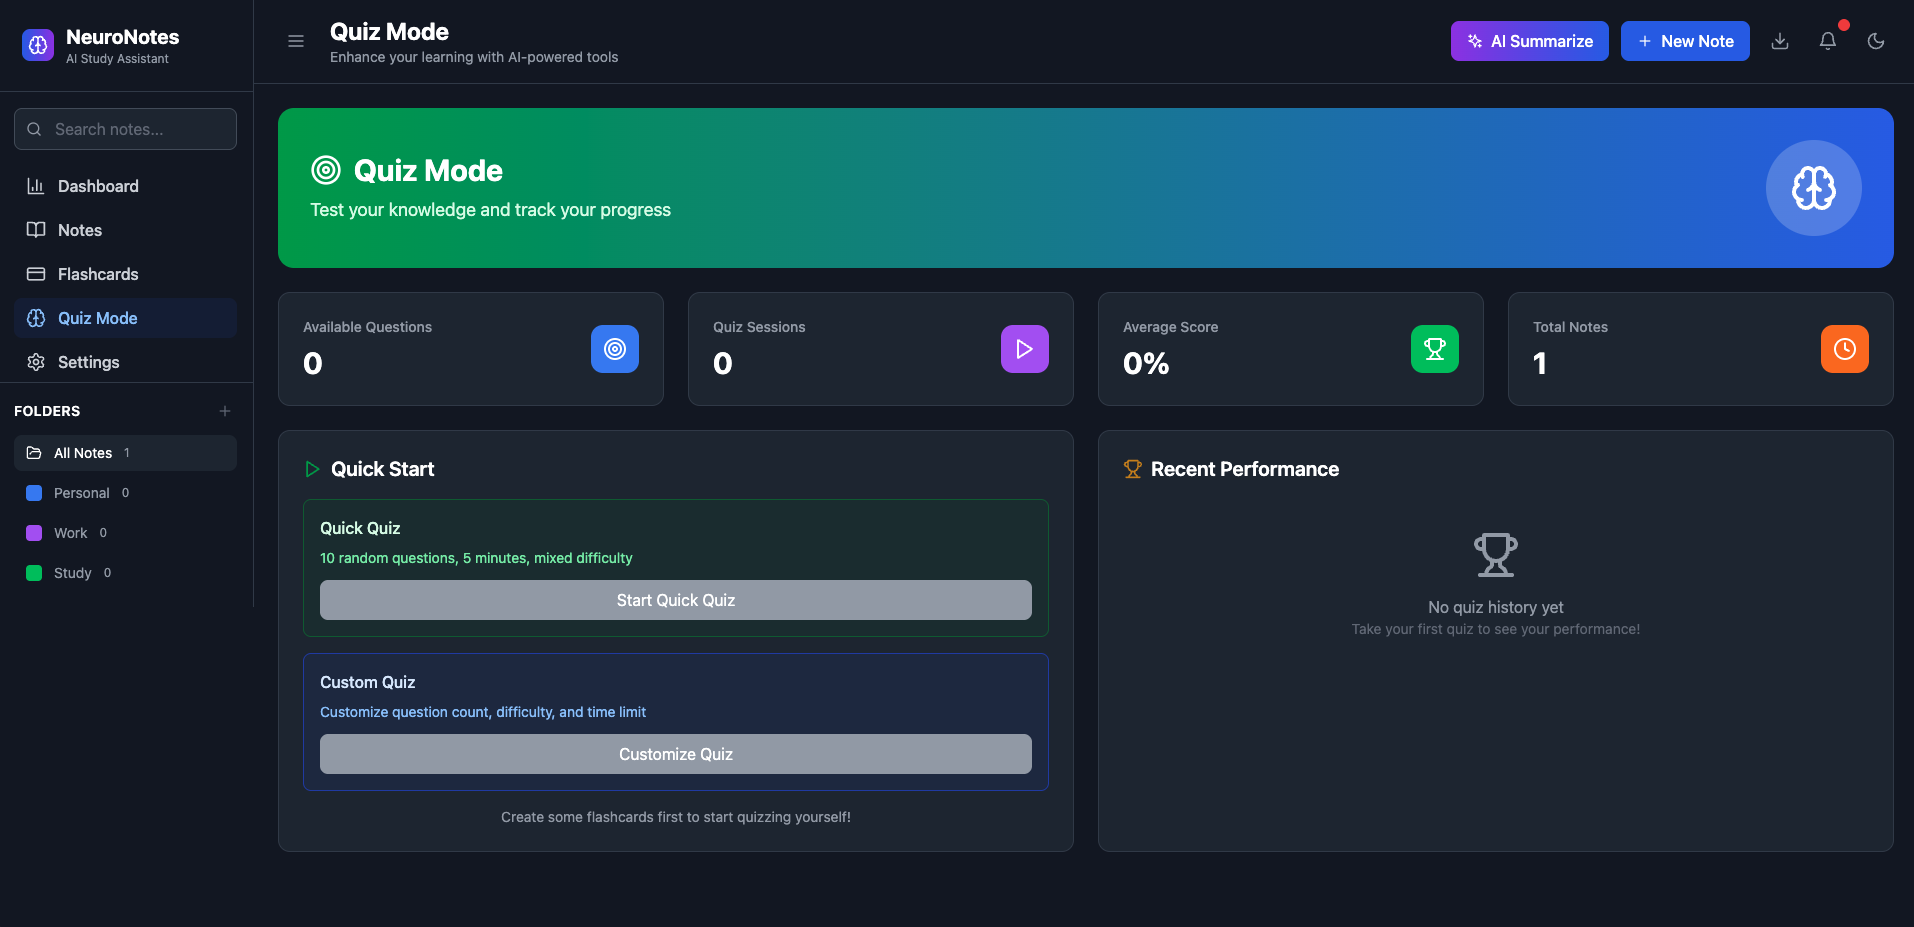 NeuroNotes
AI Study Assistant
Search notes...
Dashboard
Notes
Flashcards
Quiz Mode
Settings
FOLDERS
All Notes 1
Personal 0
Work 0
Study 0
Quiz Mode
Enhance your learning with AI-powered tools
AI Summarize
New Note
Quiz Mode
Test your knowledge and track your progress
Available Questions
0
Quiz Sessions
0
Average Score
0%
Total Notes
1
Quick Start
Quick Quiz
10 random questions, 5 minutes, mixed difficulty
Start Quick Quiz
Custom Quiz
Customize question count, difficulty, and time limit
Customize Quiz
Create some flashcards first to start quizzing yourself!
Recent Performance
No quiz history yet
Take your first quiz to see your performance!